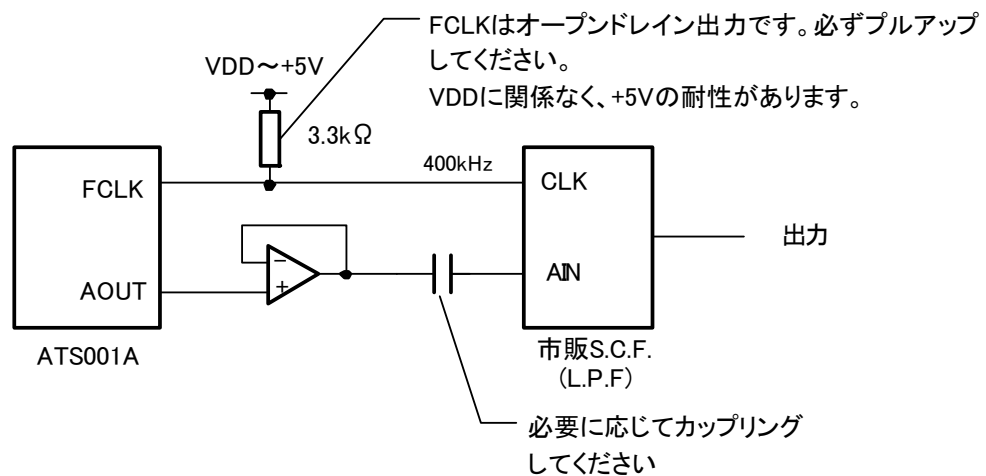 FCLKはオープンドレイン出力です。必ずプルアップ
してください。
VDDに関係なく、+5Vの耐性があります。
VDD～+5V
3.3kΩ
400kHz
FCLK
CLK
出力
－
+
AOUT
AIN
ATS001A
市販S.C.F.
(L.P.F)
必要に応じてカップリング
してください